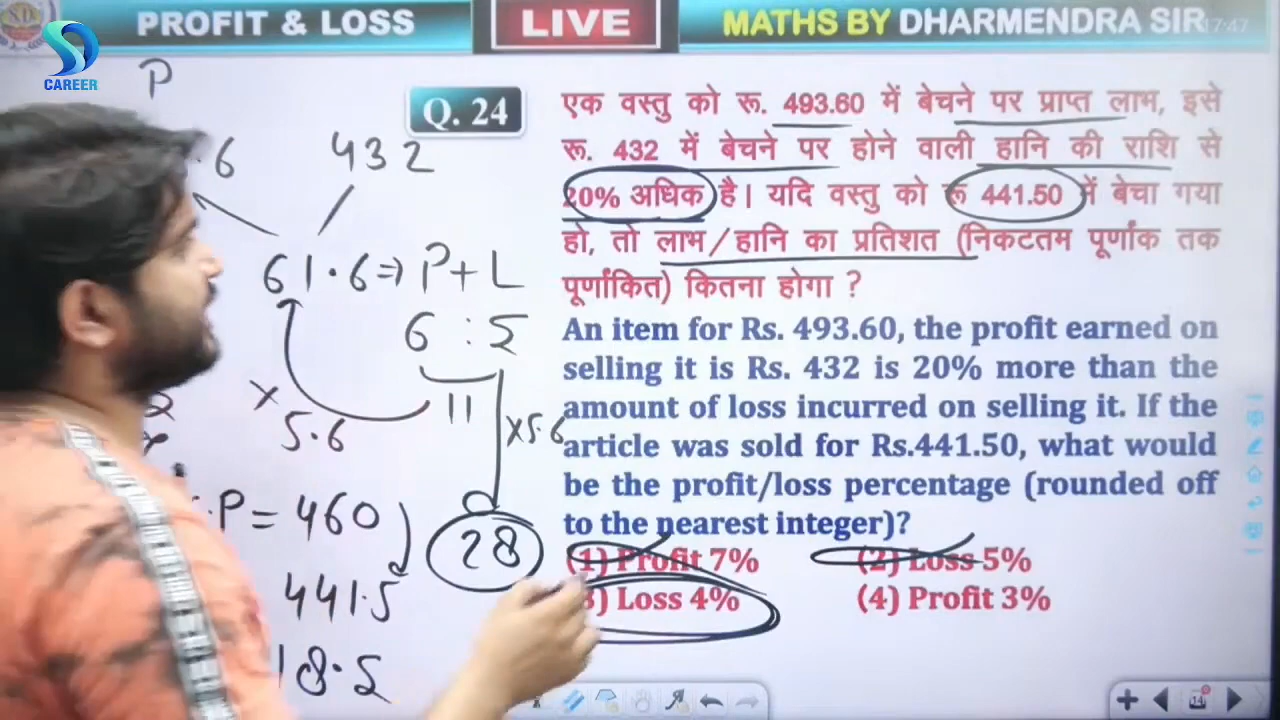 PROFIT & LOSS
LIVE
MATHS BY DHARMENDRA SIR
17:47
CAREER
P
Q. 24
एक वस्तु को रू. 493.60 में बेचने पर प्राप्त लाभ, इसे
रू. 432 में बेचने पर होने वाली हानि की राशि से
20% अधिक है। यदि वस्तु को रू 441.50 में बेचा गया
हो, तो लाभ/हानि का प्रतिशत (निकटतम पूर्णांक तक
पूर्णांकित) कितना होगा ?
An item for Rs. 493.60, the profit earned on
selling it is Rs. 432 is 20% more than the
amount of loss incurred on selling it. If the
article was sold for Rs.441.50, what would
be the profit/loss percentage (rounded off
to the nearest integer)?
(1) Profit 7%
(2) Loss 5%
3) Loss 4%
(4) Profit 3%
.6 432
61.6⇒ P+L
6 : 5
11
×5.6
×5.6
.P = 460
28
441.5
18.5